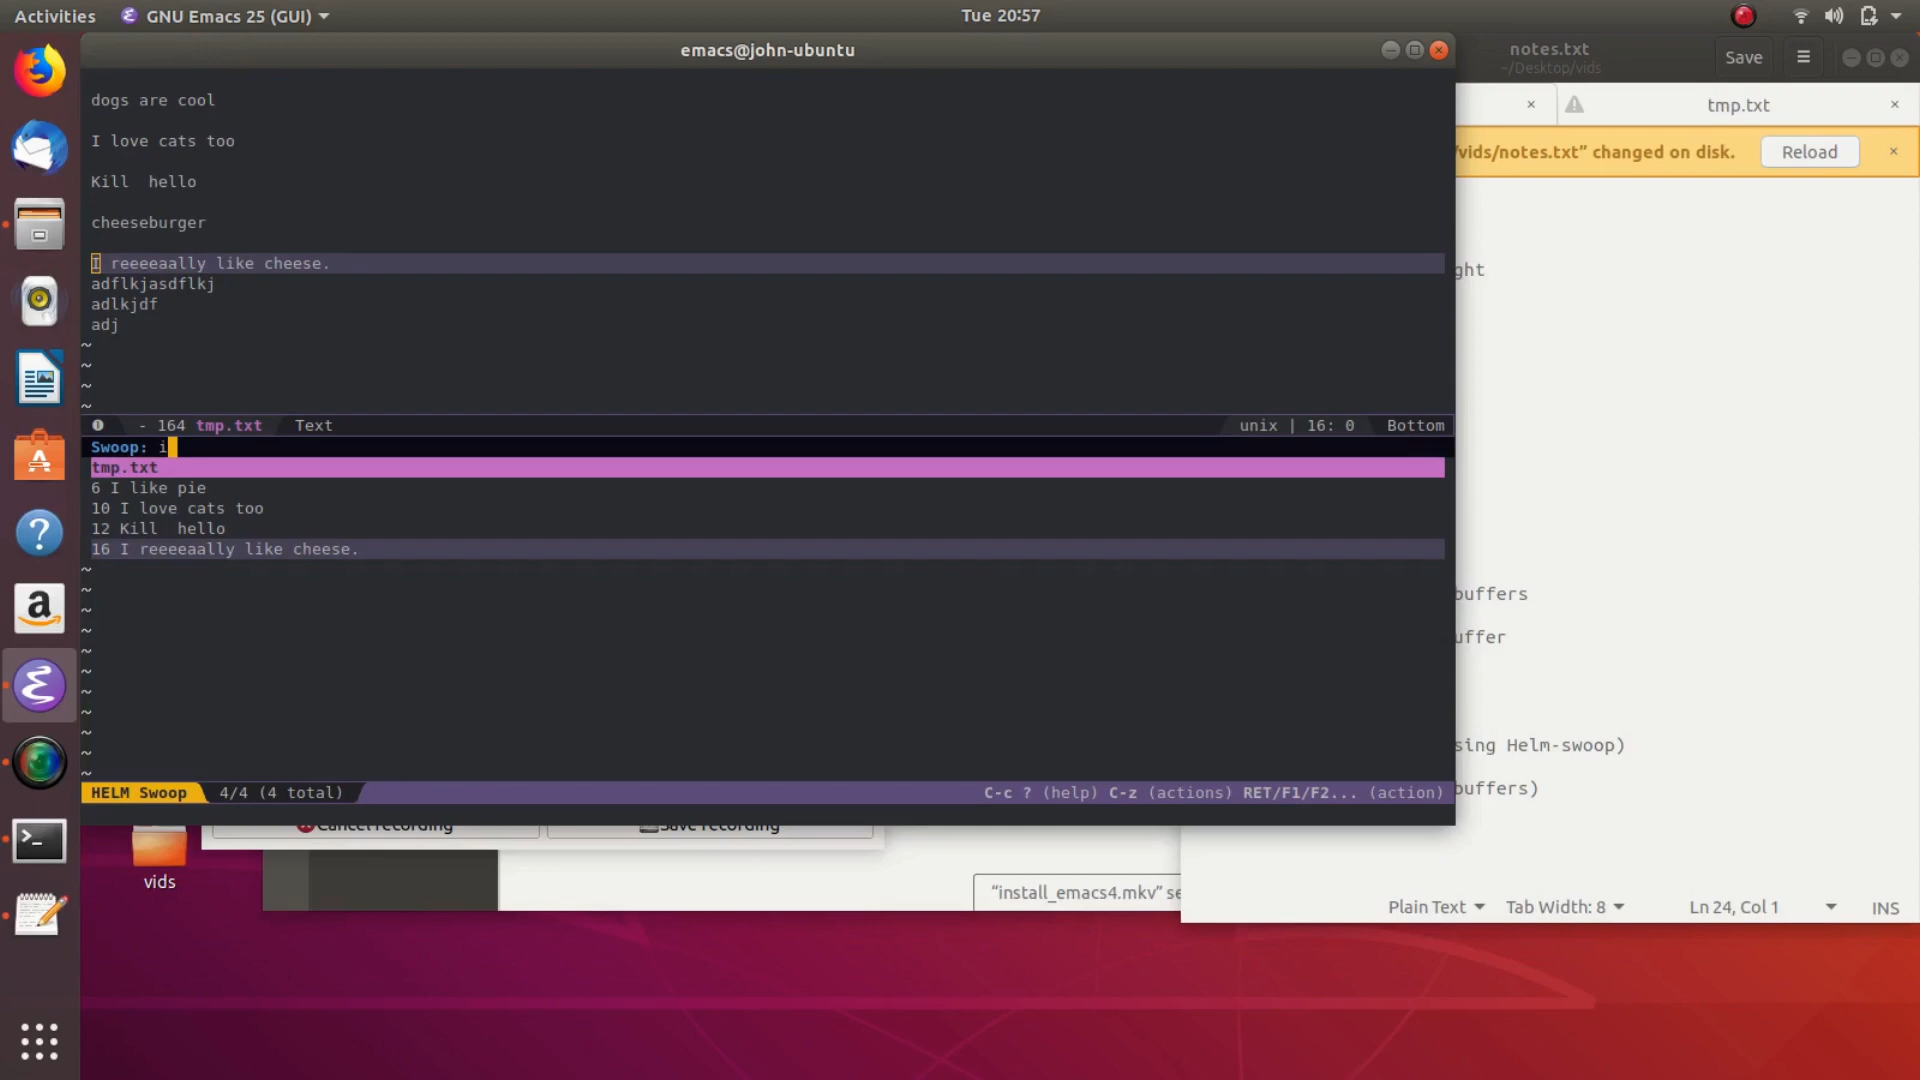 Activities
GNU Emacs 25 (GUI)
Tue 20:57
emacs@john-ubuntu
notes.txt
~/Desktop/vids
Save
tmp.txt
/vids/notes.txt” changed on disk.
Reload
dogs are cool
I love cats too
Kill  hello
cheeseburger
I reeeeaally like cheese.
adflkjasdflkj
adlkjdf
adj
~
~
~
~
- 164 tmp.txt Text unix | 16: 0 Bottom
Swoop: i
tmp.txt
6 I like pie
10 I love cats too
12 Kill  hello
16 I reeeeaally like cheese.
~
~
~
~
~
~
~
~
~
~
~
HELM Swoop 4/4 (4 total) C-c ? (help) C-z (actions) RET/F1/F2... (action)
ght
buffers
uffer
sing Helm-swoop)
buffers)
Cancel recording
Save recording
vids
“install_emacs4.mkv” se
Plain Text
Tab Width: 8
Ln 24, Col 1
INS